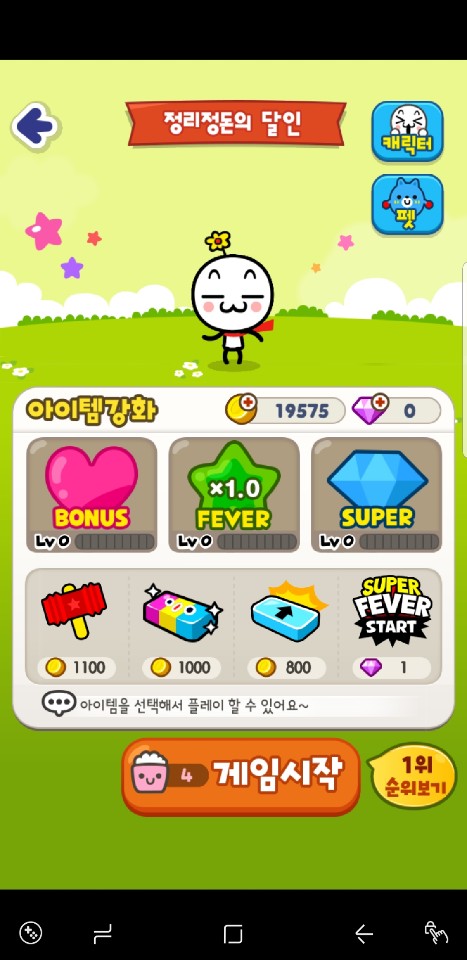 정리정돈의 달인
캐릭터
펫
아이템강화
19575
0
×1.0
BONUS
FEVER
SUPER
Lv 0
Lv 0
Lv 0
SUPER
FEVER
START
1100
1000
800
1
아이템을 선택해서 플레이 할 수 있어요~
4
게임시작
1위
순위보기